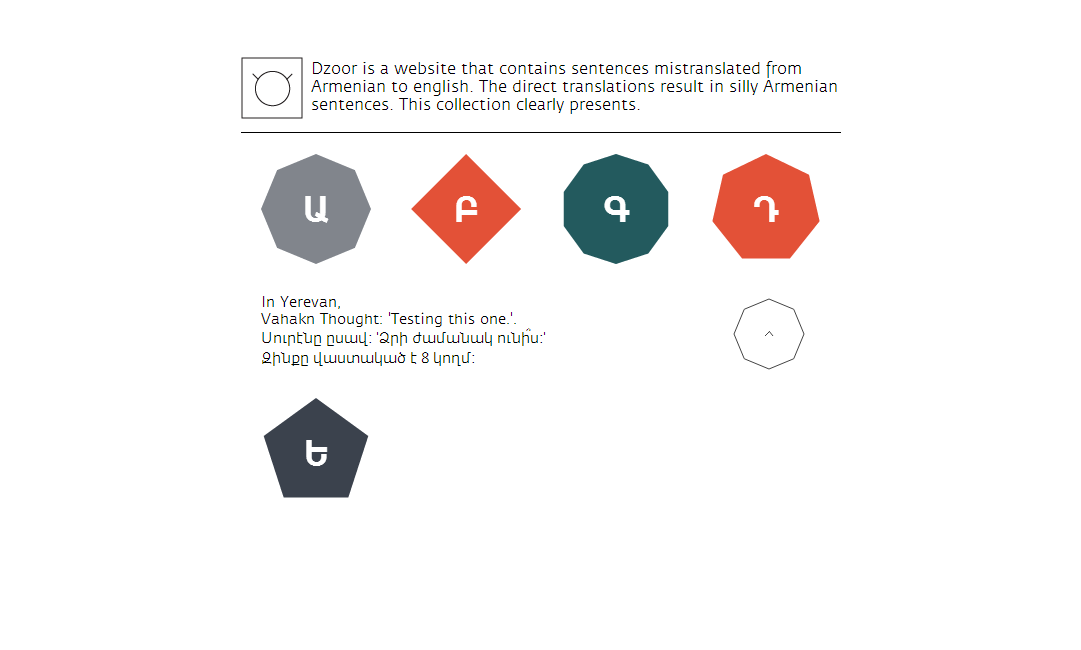 Dzoor is a website that contains sentences mistranslated from
Armenian to english. The direct translations result in silly Armenian
sentences. This collection clearly presents.
Ա
Բ
Գ
Դ
In Yerevan,
Vahakn Thought: 'Testing this one.'.
Սուրէնը ըսավ: 'Ձրի ժամանակ ունի՞ս:'
Զինքը վաստակած է 8 կողմ:
Ե